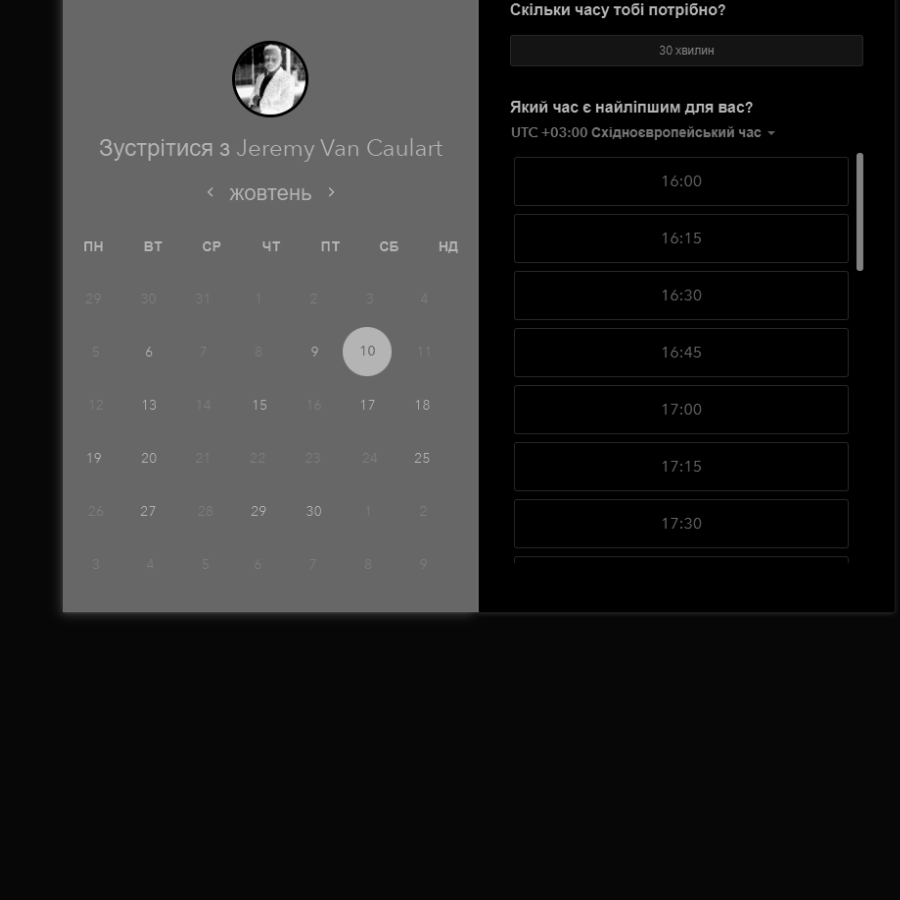 Зустрітися з Jeremy Van Caulart
жовтень
ПН ВТ СР ЧТ ПТ СБ НД
29 30 31 1 2 3 4
5 6 7 8 9 10 11
12 13 14 15 16 17 18
19 20 21 22 23 24 25
26 27 28 29 30 1 2
3 4 5 6 7 8 9
Скільки часу тобі потрібно?
30 хвилин
Який час є найліпшим для вас?
UTC +03:00 Східноєвропейський час
16:00
16:15
16:30
16:45
17:00
17:15
17:30